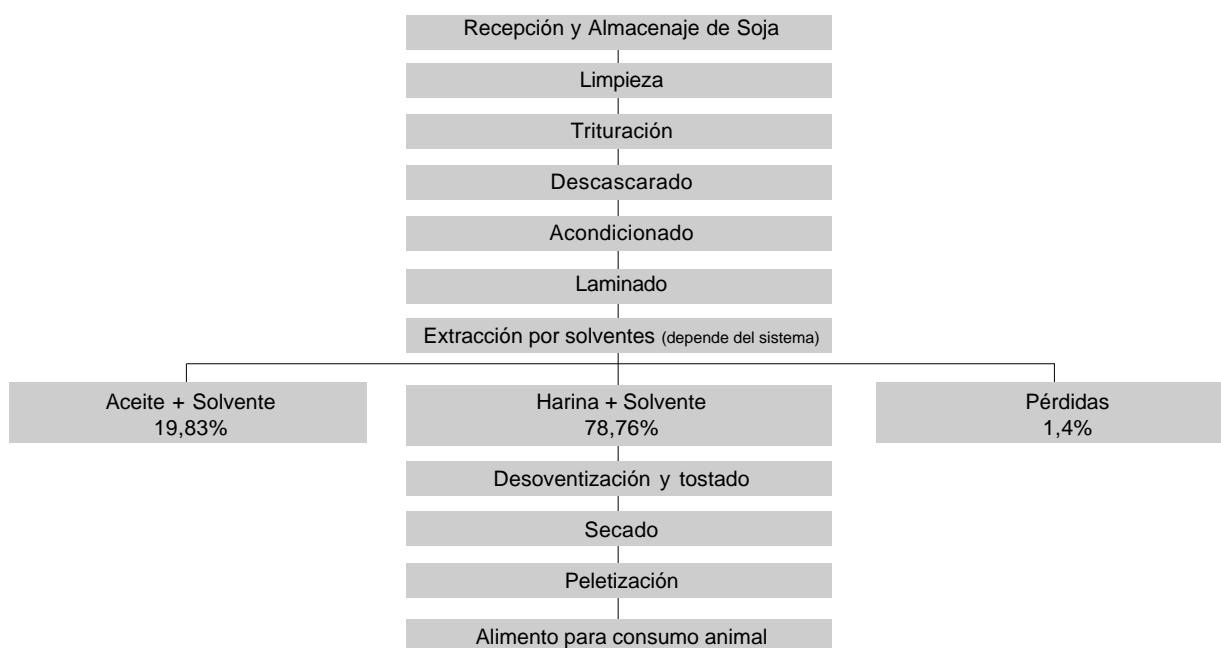 Recepción y Almacenaje de Soja
Limpieza
Trituración
Descascarado
Acondicionado
Laminado
Extracción por solventes (depende del sistema)
Aceite + Solvente
19,83%
Harina + Solvente
78,76%
Pérdidas
1,4%
Desoventización y tostado
Secado
Peletización
Alimento para consumo animal